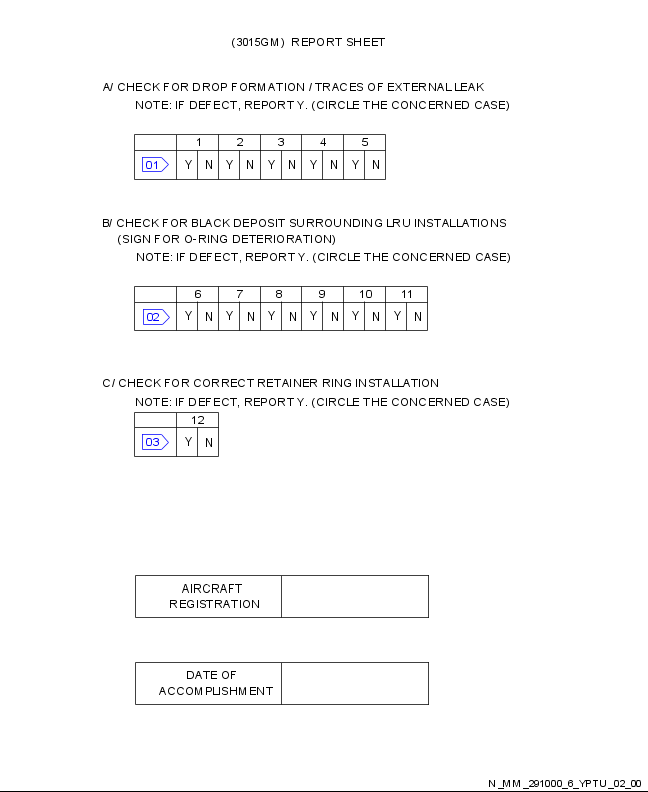 (3015GM) REPORT SHEET
A/ CHECK FOR DROP FORMATION / TRACES OF EXTERNAL LEAK
NOTE: IF DEFECT, REPORT Y. (CIRCLE THE CONCERNED CASE)
1 2 3 4 5
01 Y N Y N Y N Y N Y N
B/ CHECK FOR BLACK DEPOSIT SURROUNDING LRU INSTALLATIONS
(SIGN FOR O-RING DETERIORATION)
NOTE: IF DEFECT, REPORT Y. (CIRCLE THE CONCERNED CASE)
6 7 8 9 10 11
02 Y N Y N Y N Y N Y N Y N
C/ CHECK FOR CORRECT RETAINER RING INSTALLATION
NOTE: IF DEFECT, REPORT Y. (CIRCLE THE CONCERNED CASE)
12
03 Y N
AIRCRAFT
REGISTRATION
DATE OF
ACCOMPLISHMENT
N_MM_291000_6_YPTU_02_00